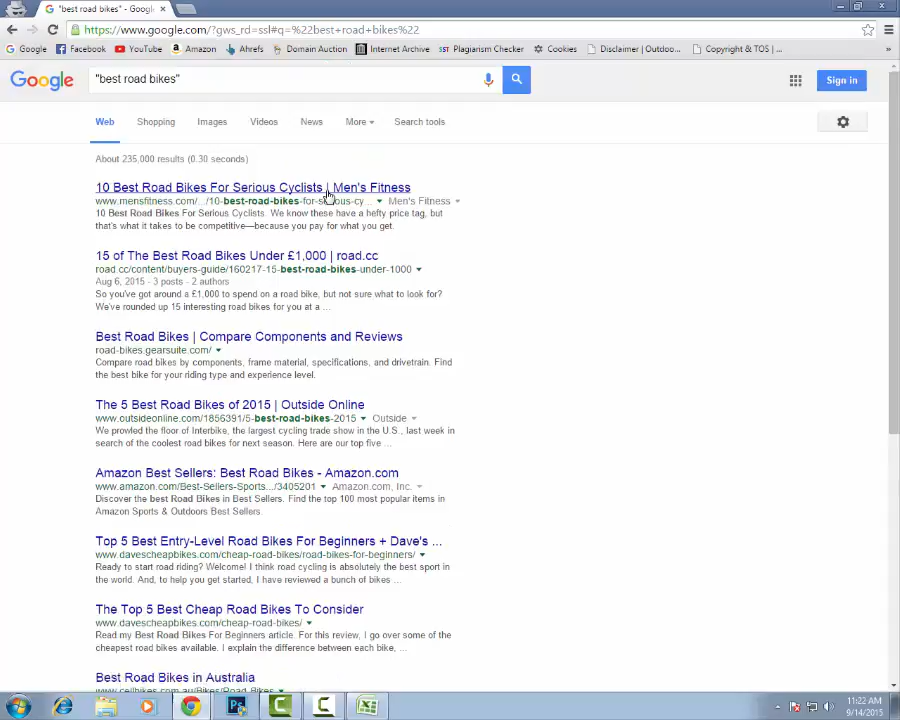 "best road bikes" - Googl
https://www.google.com/?gws_rd=ssl#q=%22best+road+bikes%22
Google Facebook YouTube Amazon Ahrefs Domain Auction Internet Archive Plagiarism Checker Cookies Disclaimer | Outdoo... Copyright & TOS | ... »
Google "best road bikes" Sign in
Web Shopping Images Videos News More Search tools
About 235,000 results (0.30 seconds)
10 Best Road Bikes For Serious Cyclists | Men's Fitness
www.mensfitness.com/.../10-best-road-bikes-for-serious-cy... Men's Fitness
10 Best Road Bikes For Serious Cyclists. We know these have a hefty price tag, but
that's what it takes to be competitive—because you pay for what you get.
15 of The Best Road Bikes Under £1,000 | road.cc
road.cc/content/buyers-guide/160217-15-best-road-bikes-under-1000
Aug 6, 2015 - 3 posts - 2 authors
So you've got around a £1,000 to spend on a road bike, but not sure what to look for?
We've rounded up 15 interesting road bikes for you at a ...
Best Road Bikes | Compare Components and Reviews
road-bikes.gearsuite.com/
Compare road bikes by components, frame material, specifications, and drivetrain. Find
the best bike for your riding type and experience level.
The 5 Best Road Bikes of 2015 | Outside Online
www.outsideonline.com/1856391/5-best-road-bikes-2015 Outside
We prowled the floor of Interbike, the largest cycling trade show in the U.S., last week in
search of the coolest road bikes for next season. Here are our top five ...
Amazon Best Sellers: Best Road Bikes - Amazon.com
www.amazon.com/Best-Sellers-Sports.../3405201 Amazon.com, Inc.
Discover the best Road Bikes in Best Sellers. Find the top 100 most popular items in
Amazon Sports & Outdoors Best Sellers.
Top 5 Best Entry-Level Road Bikes For Beginners + Dave's ...
www.davescheapbikes.com/cheap-road-bikes/road-bikes-for-beginners/
Ready to start road riding? Welcome! I think road cycling is absolutely the best sport in
the world. And, to help you get started, I have reviewed a bunch of bikes ...
The Top 5 Best Cheap Road Bikes To Consider
www.davescheapbikes.com/cheap-road-bikes/
Read my Best Road Bikes For Beginners article. For this review, I go over some of the
cheapest road bikes available. I explain the difference between each bike, ...
Best Road Bikes in Australia
www.cellbikes.com.au/Bikes/Road-Bikes
Ps
11:22 AM
9/14/2015